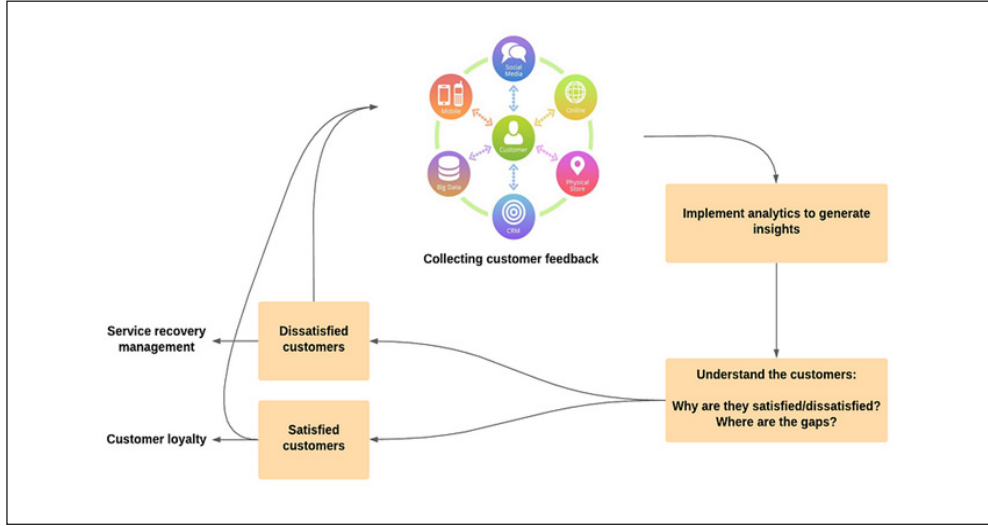 Social
Media
Mobile
Online
Customer
Big Data
Physical
Store
CRM
Collecting customer feedback
Implement analytics to generate
insights
Service recovery
management
Dissatisfied
customers
Understand the customers:
Why are they satisfied/dissatisfied?
Where are the gaps?
Customer loyalty
Satisfied
customers